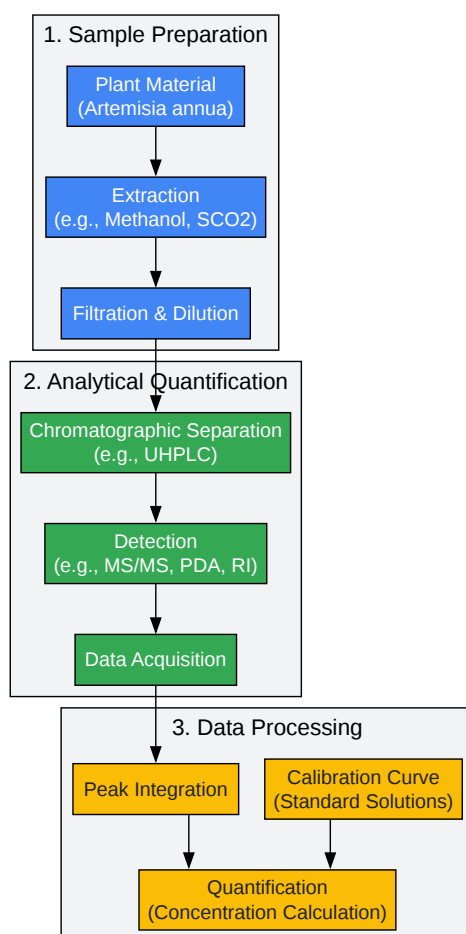 1. Sample Preparation
Plant Material
(Artemisia annua)
Extraction
(e.g., Methanol, SCO2)
Filtration & Dilution
2. Analytical Quantification
Chromatographic Separation
(e.g., UHPLC)
Detection
(e.g., MS/MS, PDA, RI)
Data Acquisition
3. Data Processing
Peak Integration
Calibration Curve
(Standard Solutions)
Quantification
(Concentration Calculation)